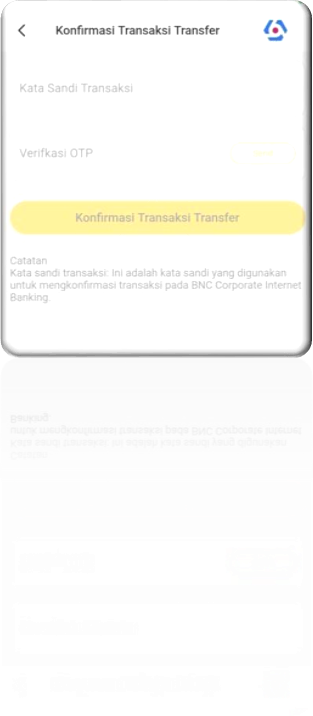 Konfirmasi Transaksi Transfer
Kata Sandi Transaksi
Verifkasi OTP
Konfirmasi Transaksi Transfer
Catatan
Kata sandi transaksi: Ini adalah kata sandi yang digunakan
untuk mengkonfirmasi transaksi pada BNC Corporate Internet
Banking.